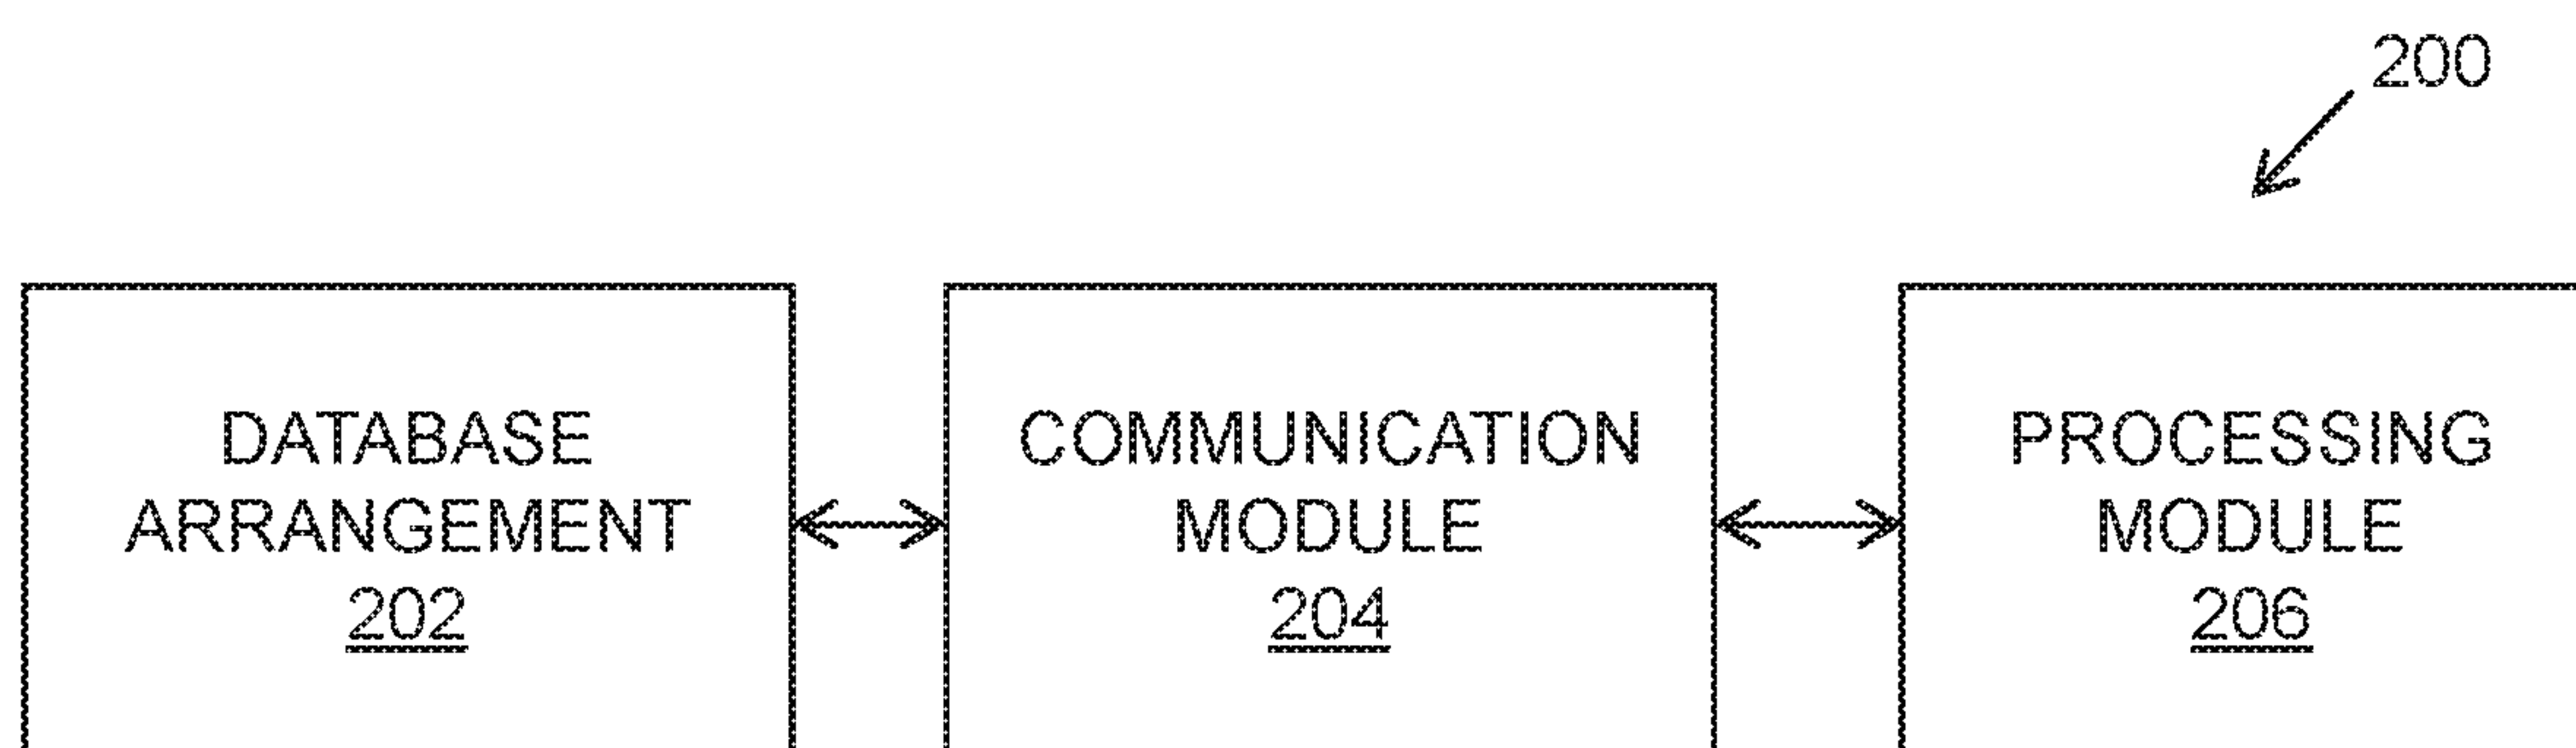 200
DATABASE
ARRANGEMENT
202
COMMUNICATION
MODULE
204
PROCESSING
MODULE
206